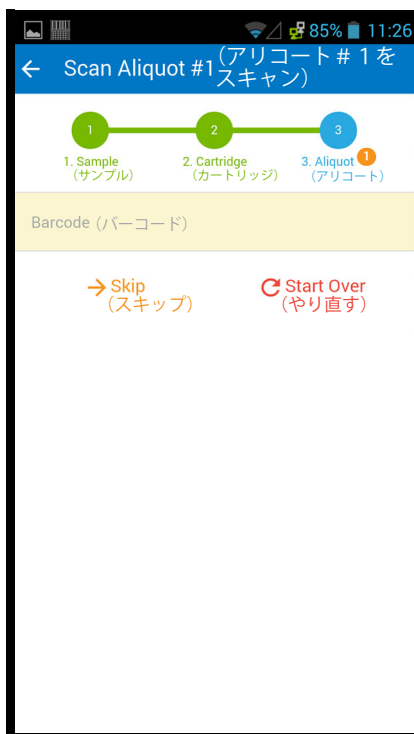 85% 11:26
Scan Aliquot #1(アリコート#1を
スキャン)
1 2 3
1. Sample 2. Cartridge 3. Aliquot 1
(サンプル) (カートリッジ) (アリコート)
Barcode (バーコード)
Skip Start Over
(スキップ) (やり直す)